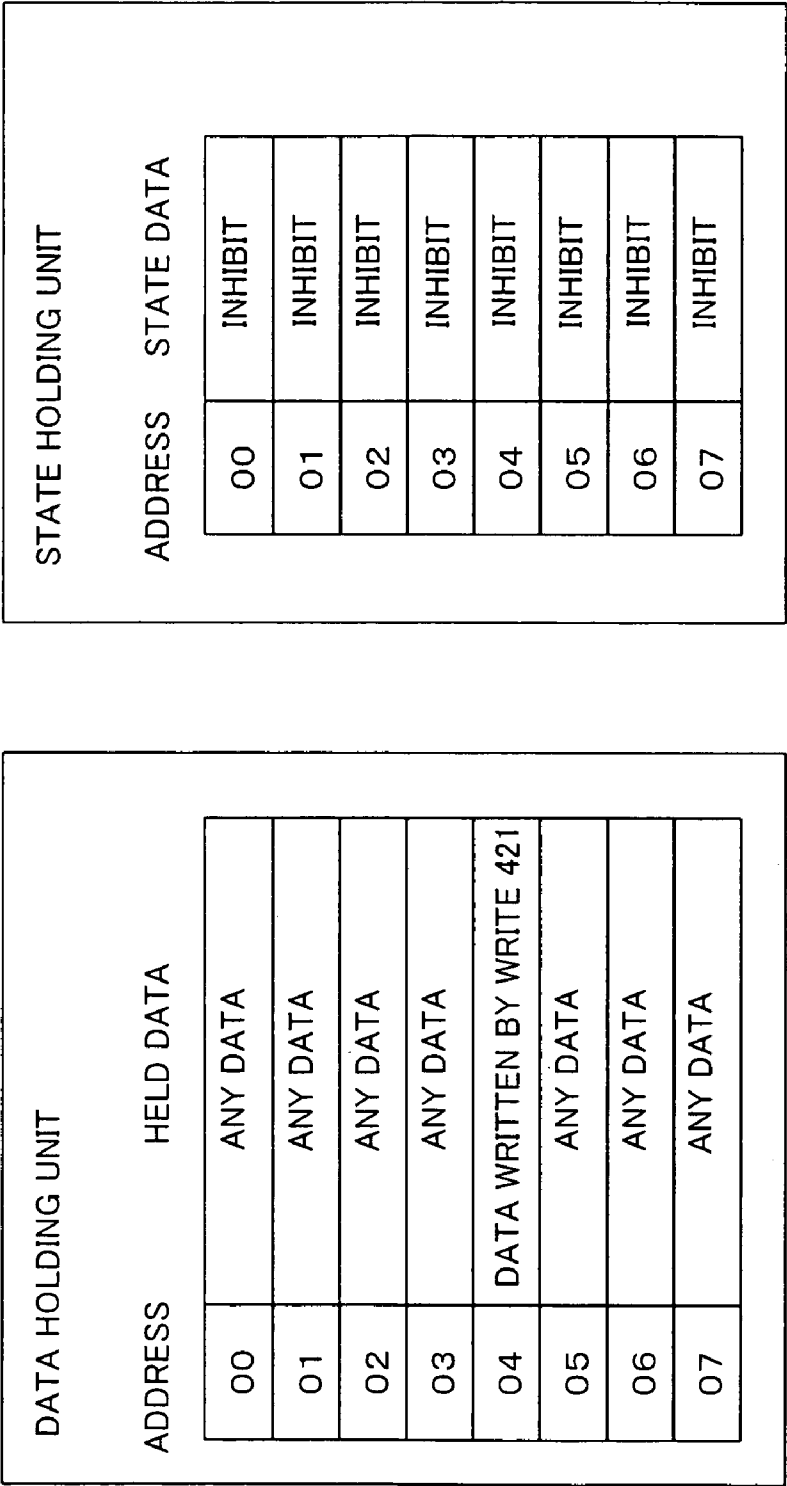 DATA HOLDING UNIT
ADDRESS HELD DATA
00 ANY DATA
01 ANY DATA
02 ANY DATA
03 ANY DATA
04 DATA WRITTEN BY WRITE 421
05 ANY DATA
06 ANY DATA
07 ANY DATA
STATE HOLDING UNIT
ADDRESS STATE DATA
00 INHIBIT
01 INHIBIT
02 INHIBIT
03 INHIBIT
04 INHIBIT
05 INHIBIT
06 INHIBIT
07 INHIBIT